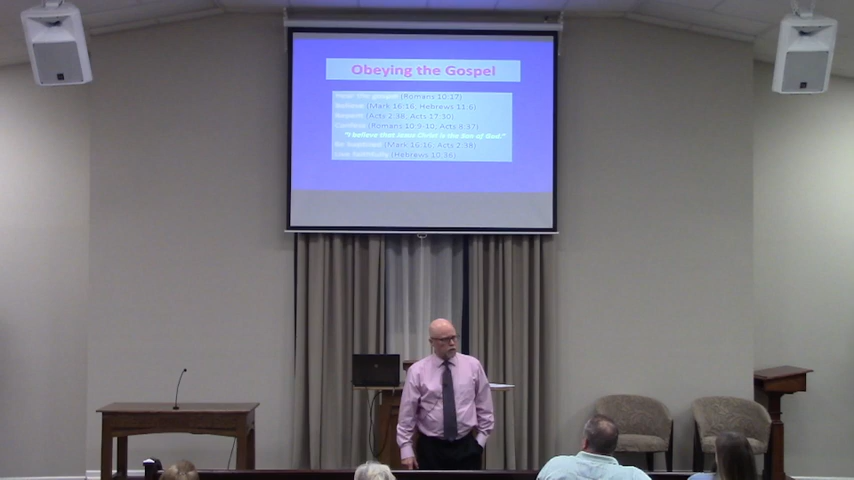 Obeying the Gospel
Hear the gospel (Romans 10:17)
Believe (Mark 16:16; Hebrews 11:6)
Repent (Acts 2:38; Acts 17:30)
Confess (Romans 10:9-10; Acts 8:37)
"I believe that Jesus Christ is the Son of God."
Be baptized (Mark 16:16; Acts 2:38)
Live faithfully (Hebrews 10:36)